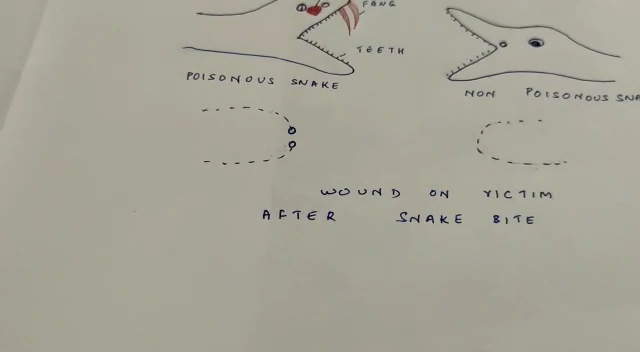 FANG
TEETH
POISONOUS SNAKE
NON POISONOUS SNA
WOUND ON VICTIM
AFTER SNAKE BITE